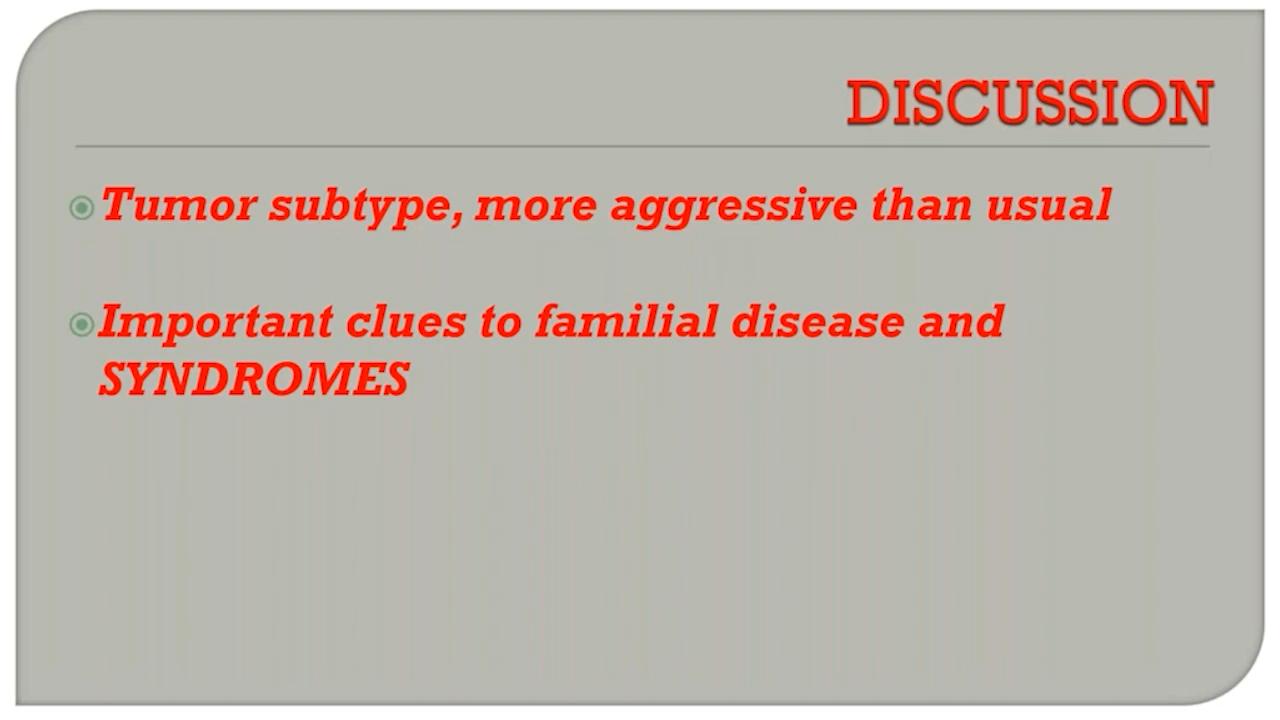 DISCUSSION
Tumor subtype, more aggressive than usual
Important clues to familial disease and
SYNDROMES